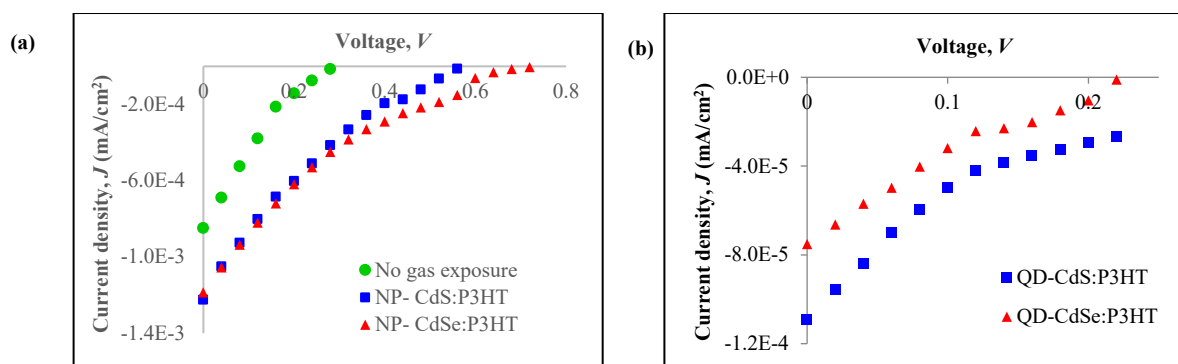 (a)
Voltage, V
0
0.2
0.4
0.6
0.8
-2.0E-4
-6.0E-4
-1.0E-3
-1.4E-3
Current density, J (mA/cm²)
No gas exposure
NP- CdS:P3HT
NP- CdSe:P3HT
(b)
Voltage, V
0
0.1
0.2
0.0E+0
-4.0E-5
-8.0E-5
-1.2E-4
Current density, J (mA/cm²)
QD-CdS:P3HT
QD-CdSe:P3HT